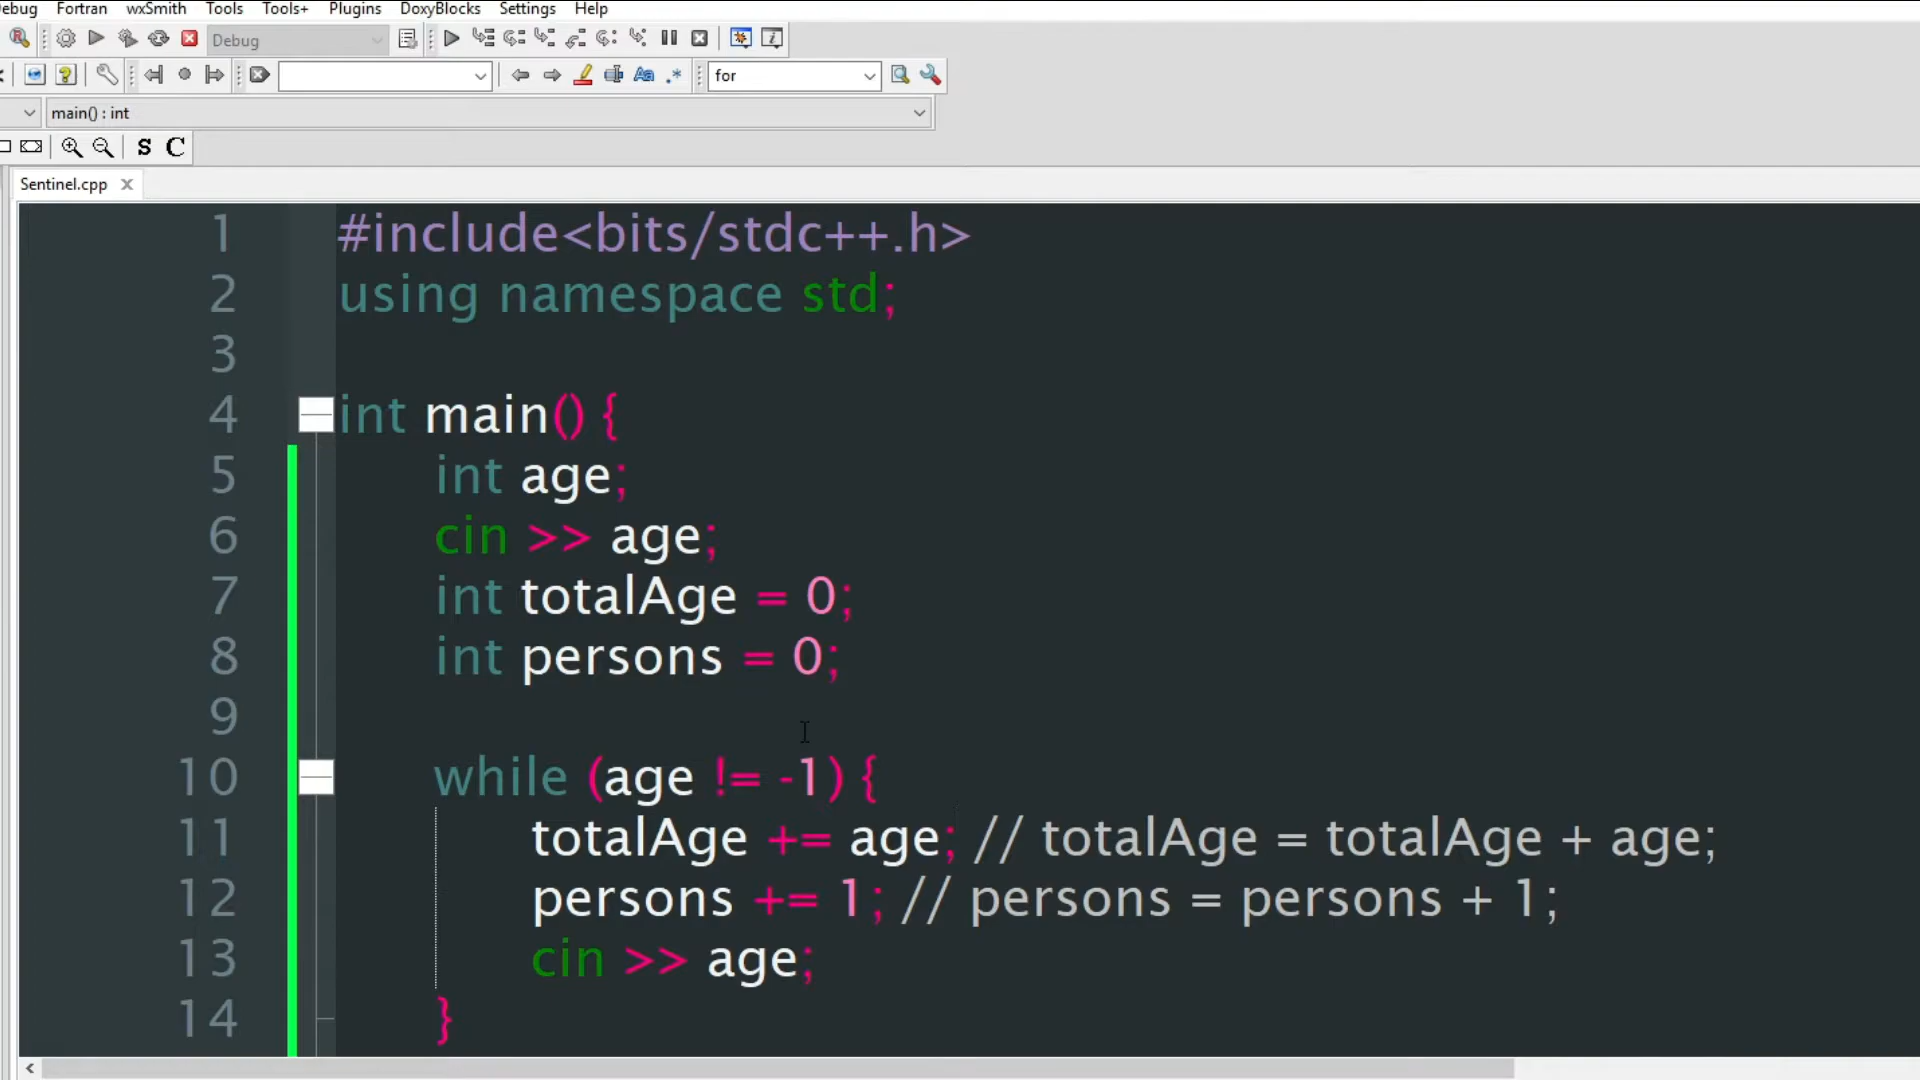 ebug Fortran wxSmith Tools Tools+ Plugins DoxyBlocks Settings Help
Debug
for
main() : int
S C
Sentinel.cpp
1 #include<bits/stdc++.h>
2 using namespace std;
3
4 int main() {
5 int age;
6 cin >> age;
7 int totalAge = 0;
8 int persons = 0;
9
10 while (age != -1) {
11 totalAge += age; // totalAge = totalAge + age;
12 persons += 1; // persons = persons + 1;
13 cin >> age;
14 }